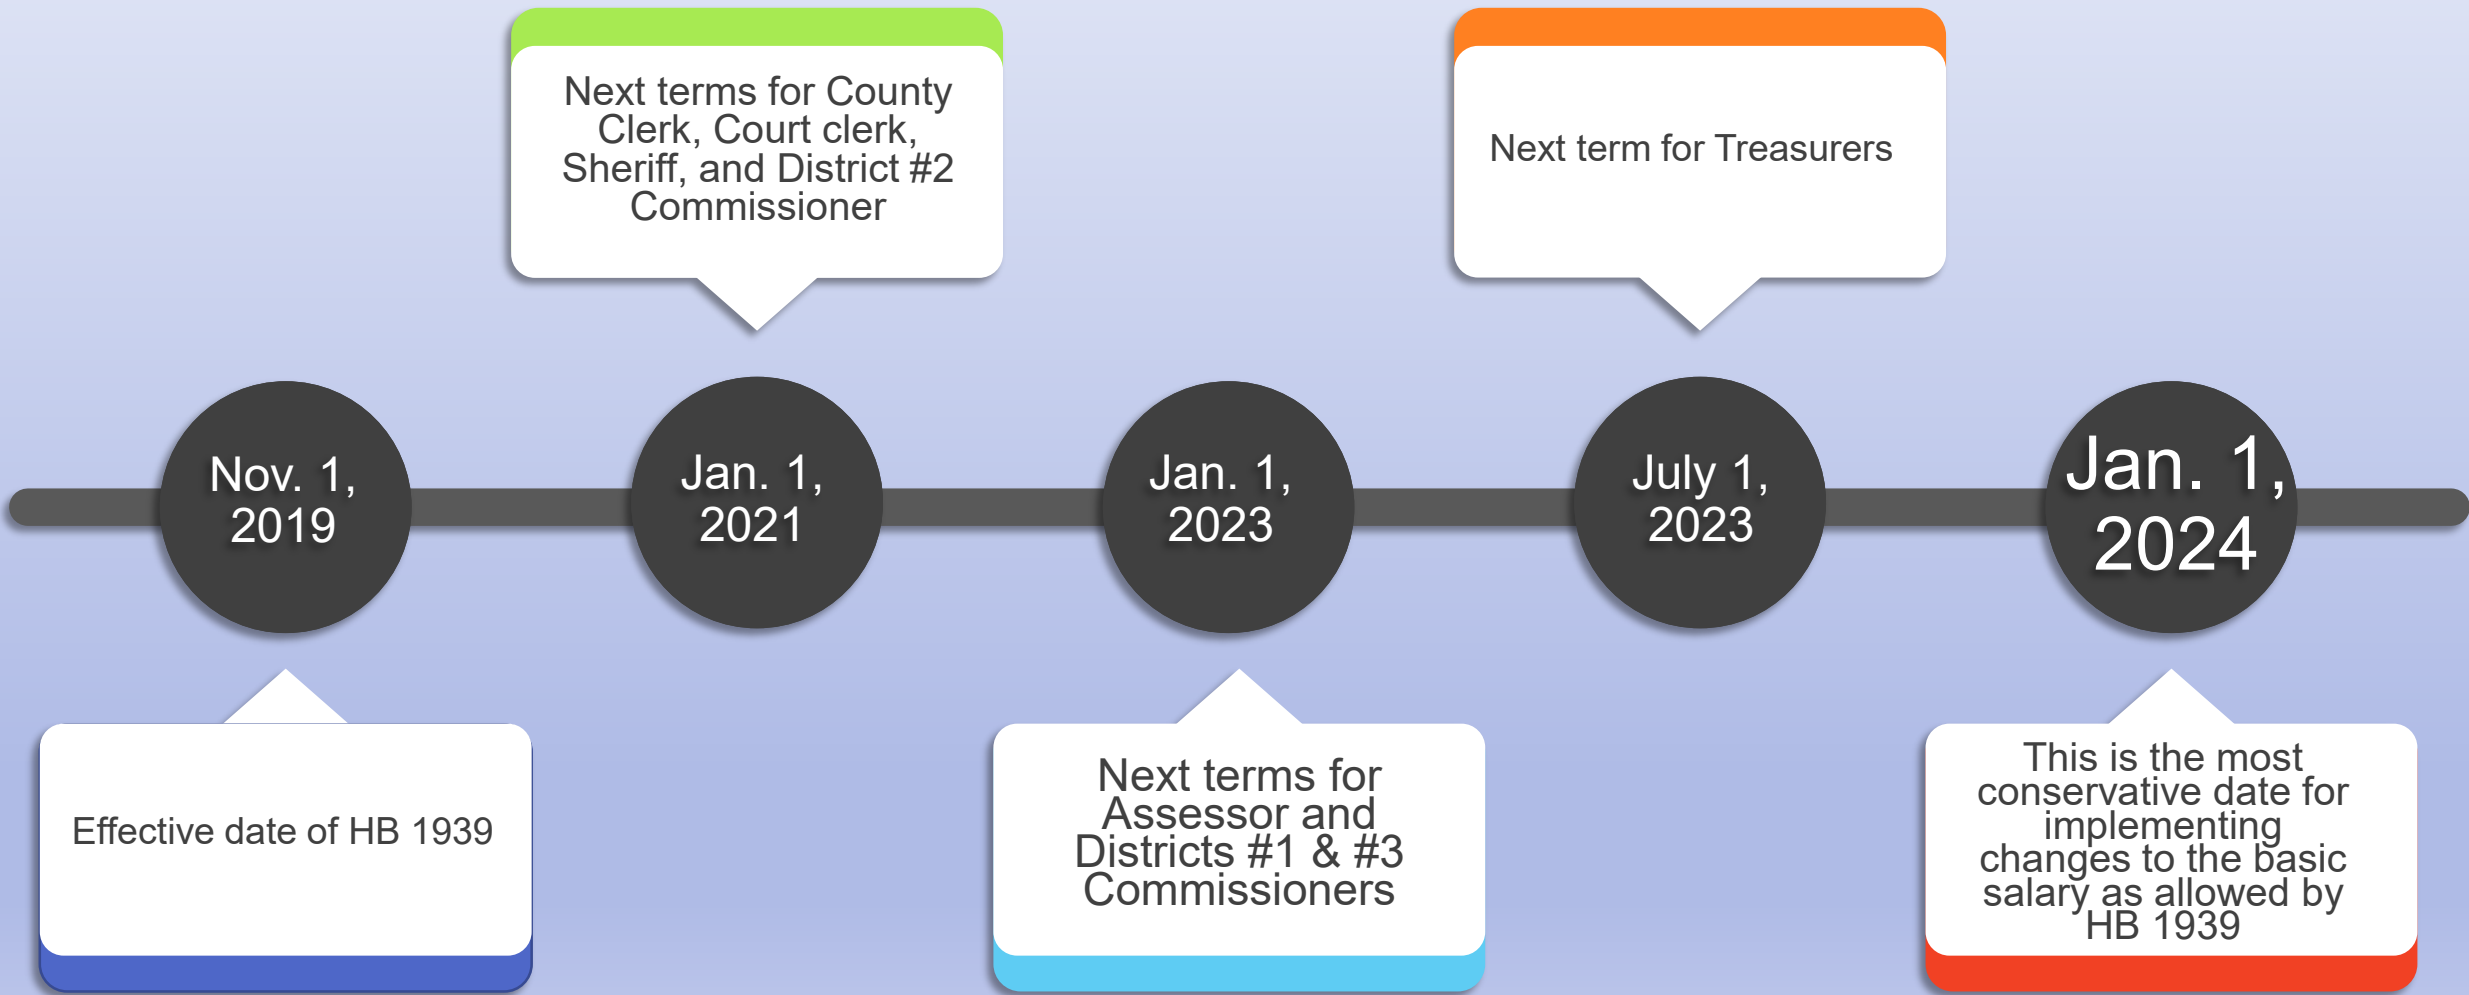 Next terms for County
Clerk, Court clerk,
Sheriff, and District #2
Commissioner
Next term for Treasurers
Nov. 1,
2019
Jan. 1,
2021
Jan. 1,
2023
July 1,
2023
Jan. 1,
2024
Effective date of HB 1939
Next terms for
Assessor and
Districts #1 & #3
Commissioners
This is the most
conservative date for
implementing
changes to the basic
salary as allowed by
HB 1939